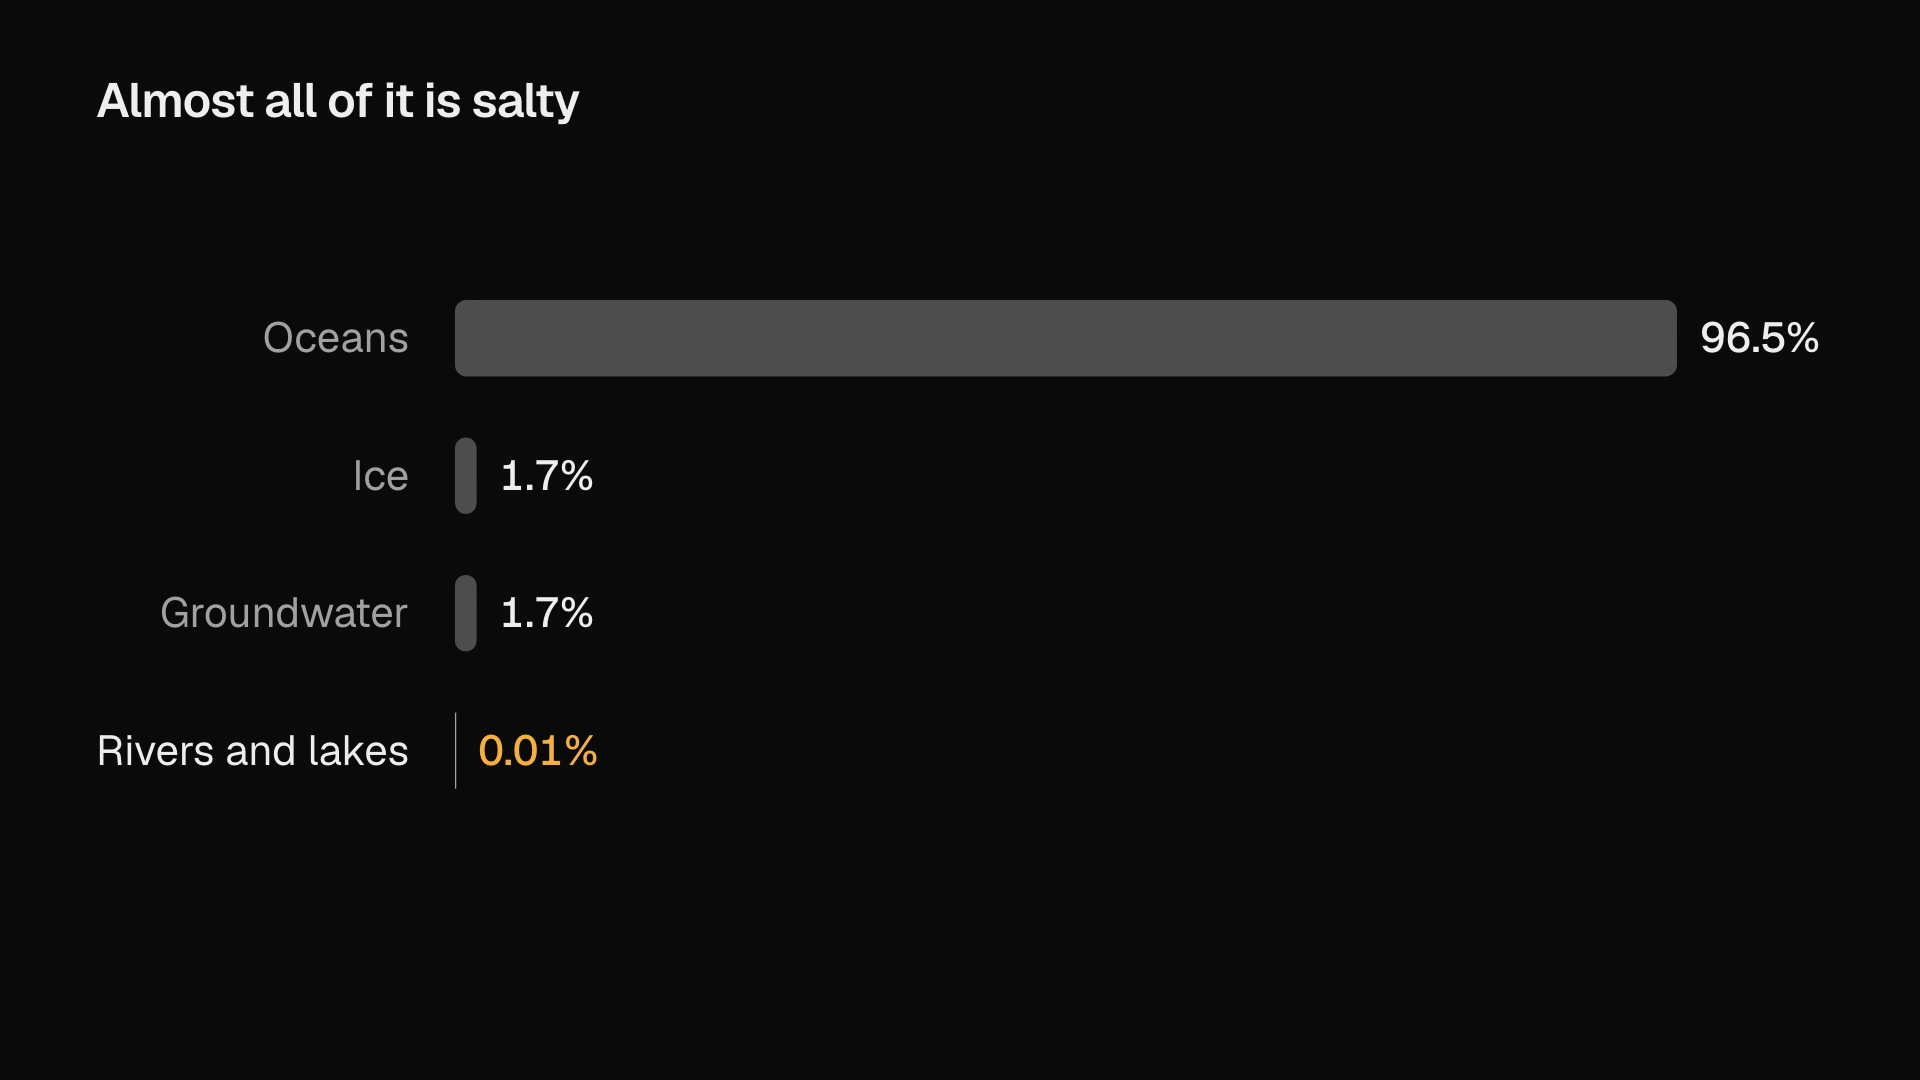 Almost all of it is salty
Oceans 96.5%
Ice 1.7%
Groundwater 1.7%
Rivers and lakes 0.01%